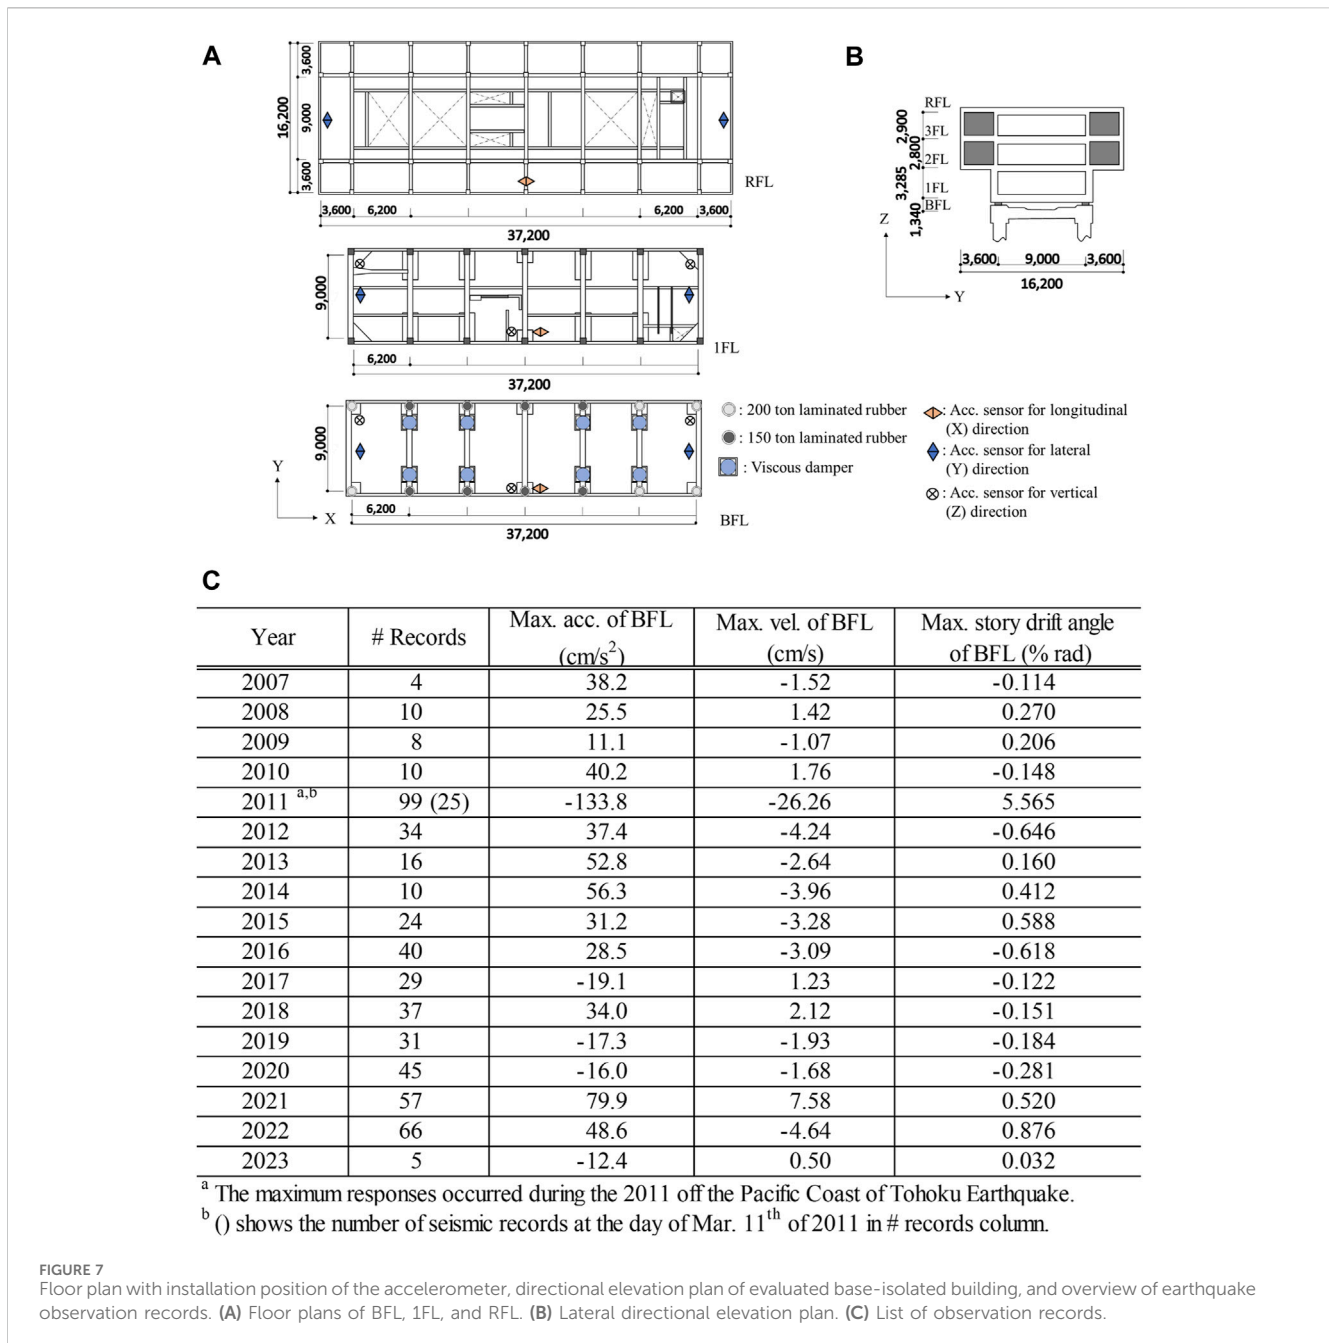 A
3,600
9,000
3,600
16,200
RFL
3,600
6,200
6,200
3,600
37,200
9,000
1FL
6,200
37,200
9,000
Y
X
6,200
BFL
37,200
: 200 ton laminated rubber
: 150 ton laminated rubber
: Viscous damper
: Acc. sensor for longitudinal
(X) direction
: Acc. sensor for lateral
(Y) direction
: Acc. sensor for vertical
(Z) direction
B
RFL
2,900
3FL
2,800
2FL
3,285
1FL
BFL
1,340
Z
Y
3,600 9,000 3,600
16,200
C
Year # Records Max. acc. of BFL (cm/s²) Max. vel. of BFL (cm/s) Max. story drift angle of BFL (% rad)
2007 4 38.2 -1.52 -0.114
2008 10 25.5 1.42 0.270
2009 8 11.1 -1.07 0.206
2010 10 40.2 1.76 -0.148
2011 a,b 99 (25) -133.8 -26.26 5.565
2012 34 37.4 -4.24 -0.646
2013 16 52.8 -2.64 0.160
2014 10 56.3 -3.96 0.412
2015 24 31.2 -3.28 0.588
2016 40 28.5 -3.09 -0.618
2017 29 -19.1 1.23 -0.122
2018 37 34.0 2.12 -0.151
2019 31 -17.3 -1.93 -0.184
2020 45 -16.0 -1.68 -0.281
2021 57 79.9 7.58 0.520
2022 66 48.6 -4.64 0.876
2023 5 -12.4 0.50 0.032
a The maximum responses occurred during the 2011 off the Pacific Coast of Tohoku Earthquake.
b () shows the number of seismic records at the day of Mar. 11th of 2011 in # records column.
FIGURE 7
Floor plan with installation position of the accelerometer, directional elevation plan of evaluated base-isolated building, and overview of earthquake
observation records. (A) Floor plans of BFL, 1FL, and RFL. (B) Lateral directional elevation plan. (C) List of observation records.